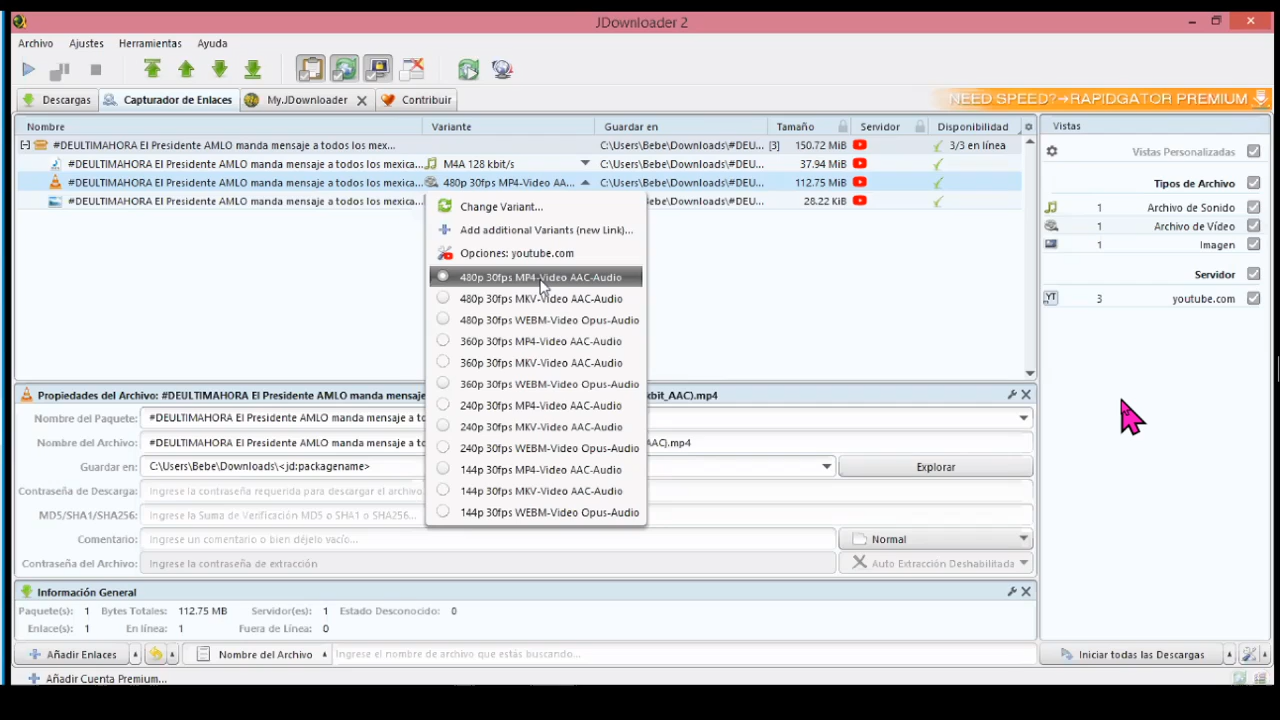 JDownloader 2
Archivo Ajustes Herramientas Ayuda
Descargas Capturador de Enlaces My.JDownloader Contribuir NEED SPEED?→RAPIDGATOR PREMIUM
Nombre Variante Guardar en Tamaño Servidor Disponibilidad Vistas
#DEULTIMAHORA El Presidente AMLO manda mensaje a todos los mex... C:\Users\Bebe\Downloads\#DEU... [3] 150.72 MiB 3/3 en línea Vistas Personalizadas
#DEULTIMAHORA El Presidente AMLO manda mensaje a todos los mexica... M4A 128 kbit/s C:\Users\Bebe\Downloads\#DEU... 37.94 MiB
#DEULTIMAHORA El Presidente AMLO manda mensaje a todos los mexica... 480p 30fps MP4-Video AA... C:\Users\Bebe\Downloads\#DEU... 112.75 MiB Tipos de Archivo
#DEULTIMAHORA El Presidente AMLO manda mensaje a todos los mexica... \Users\Bebe\Downloads\#DEU... 28.22 KiB
Change Variant... 1 Archivo de Sonido
Add additional Variants (new Link)... 1 Archivo de Vídeo
Opciones: youtube.com 1 Imagen
480p 30fps MP4-Video AAC-Audio Servidor
480p 30fps MKV-Video AAC-Audio YT 3 youtube.com
480p 30fps WEBM-Video Opus-Audio
360p 30fps MP4-Video AAC-Audio
360p 30fps MKV-Video AAC-Audio
360p 30fps WEBM-Video Opus-Audio
240p 30fps MP4-Video AAC-Audio
240p 30fps MKV-Video AAC-Audio
240p 30fps WEBM-Video Opus-Audio
144p 30fps MP4-Video AAC-Audio
144p 30fps MKV-Video AAC-Audio
144p 30fps WEBM-Video Opus-Audio
Propiedades del Archivo: #DEULTIMAHORA El Presidente AMLO manda mensaje bit_AAC).mp4
Nombre del Paquete: #DEULTIMAHORA El Presidente AMLO manda mensaje a t
Nombre del Archivo: #DEULTIMAHORA El Presidente AMLO manda mensaje a t AAC).mp4
Guardar en: C:\Users\Bebe\Downloads\<jd:packagename> Explorar
Contraseña de Descarga: Ingrese la contraseña requerida para descargar el archivo
MD5/SHA1/SHA256: Ingrese la Suma de Verificación MD5 o SHA1 o SHA256...
Comentario: Ingrese un comentario o bien déjelo vacío... Normal
Contraseña del Archivo: Ingrese la contraseña de extracción Auto Extracción Deshabilitada
Información General
Paquete(s): 1 Bytes Totales: 112.75 MB Servidor(es): 1 Estado Desconocido: 0
Enlace(s): 1 En línea: 1 Fuera de Línea: 0
Añadir Enlaces Nombre del Archivo Ingrese el nombre de archivo que estás buscando... Iniciar todas las Descargas
Añadir Cuenta Premium...